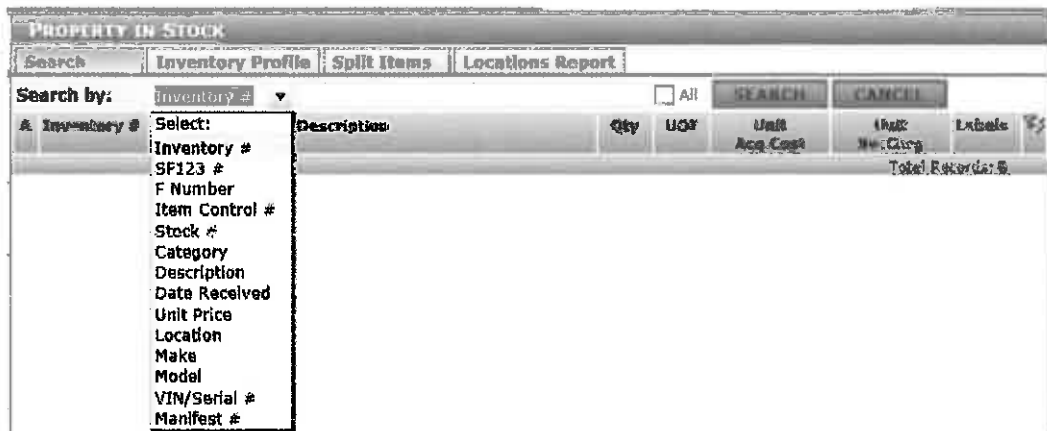 PROPERTY IN STOCK
Search Inventory Profile Split Items Locations Report
Search by: Inventory # All SEARCH CANCEL
A Inventory # Description Qty Unit Acq Cost Unit Labels
Total Records: 0
Select:
Inventory #
SF123 #
F Number
Item Control #
Stock #
Category
Description
Date Received
Unit Price
Location
Make
Model
VIN/Serial #
Manifest #